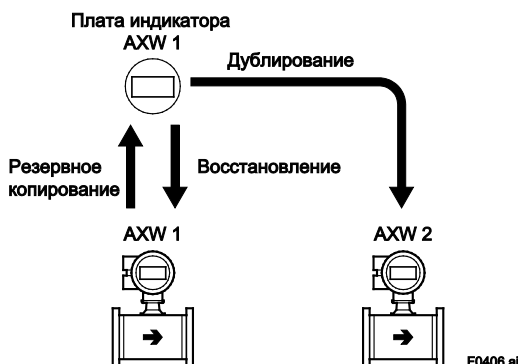 Плата индикатора
AXW 1
Дублирование
Резервное
копирование
Восстановление
AXW 1
AXW 2
F0406.ai